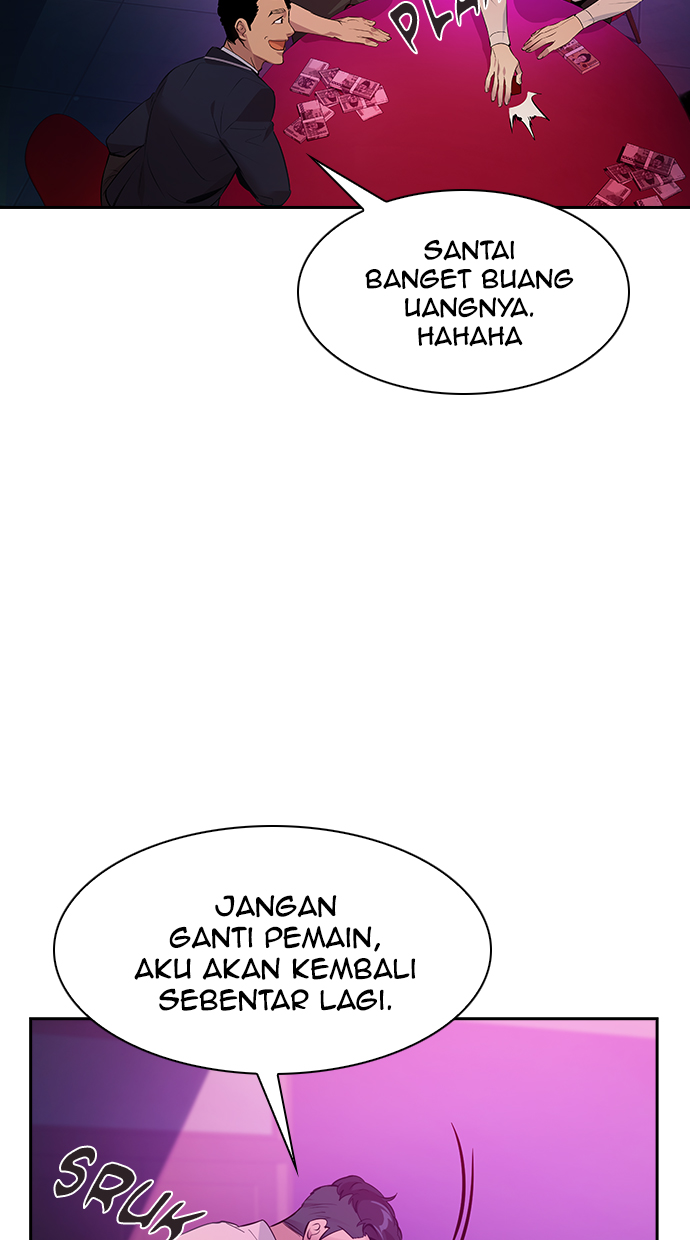 SANTAI
BANGET BUANG
UANGNYA.
HAHAHA
JANGAN
GANTI PEMAIN,
AKU AKAN KEMBALI
SEBENTAR LAGI.
SRUK